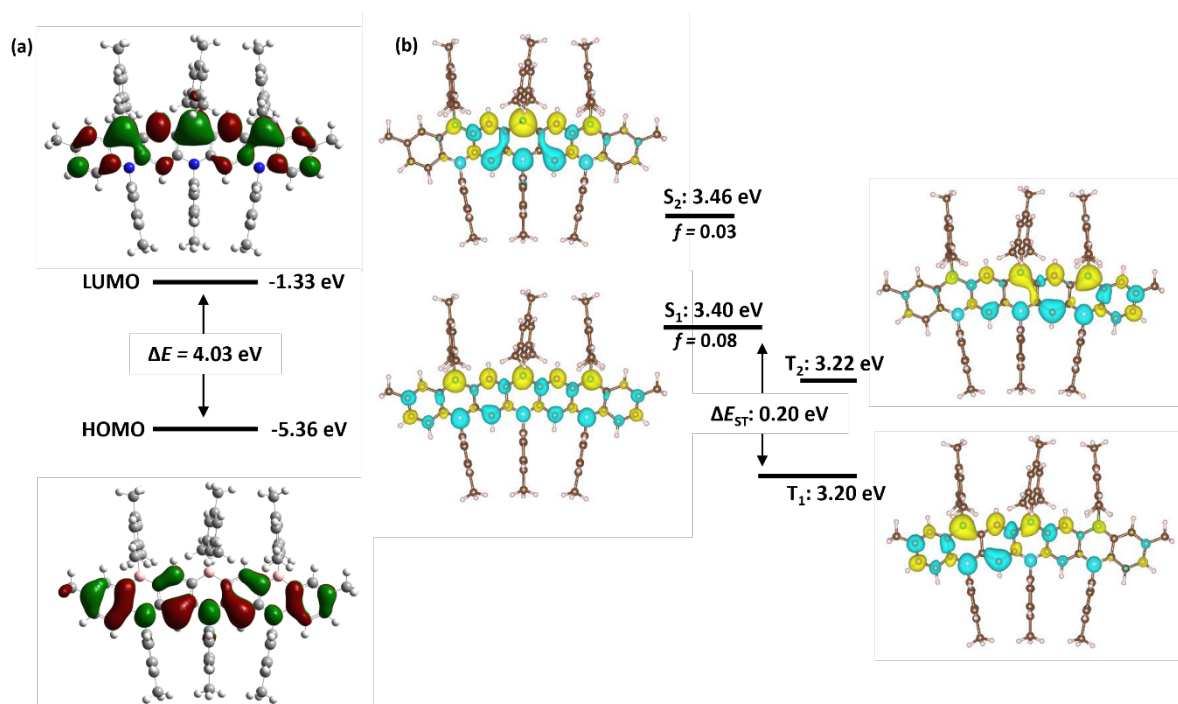 (a)
LUMO
-1.33 eV
ΔE = 4.03 eV
HOMO
-5.36 eV
(b)
S₂: 3.46 eV
f = 0.03
S₁: 3.40 eV
f = 0.08
T₂: 3.22 eV
ΔE_ST: 0.20 eV
T₁: 3.20 eV